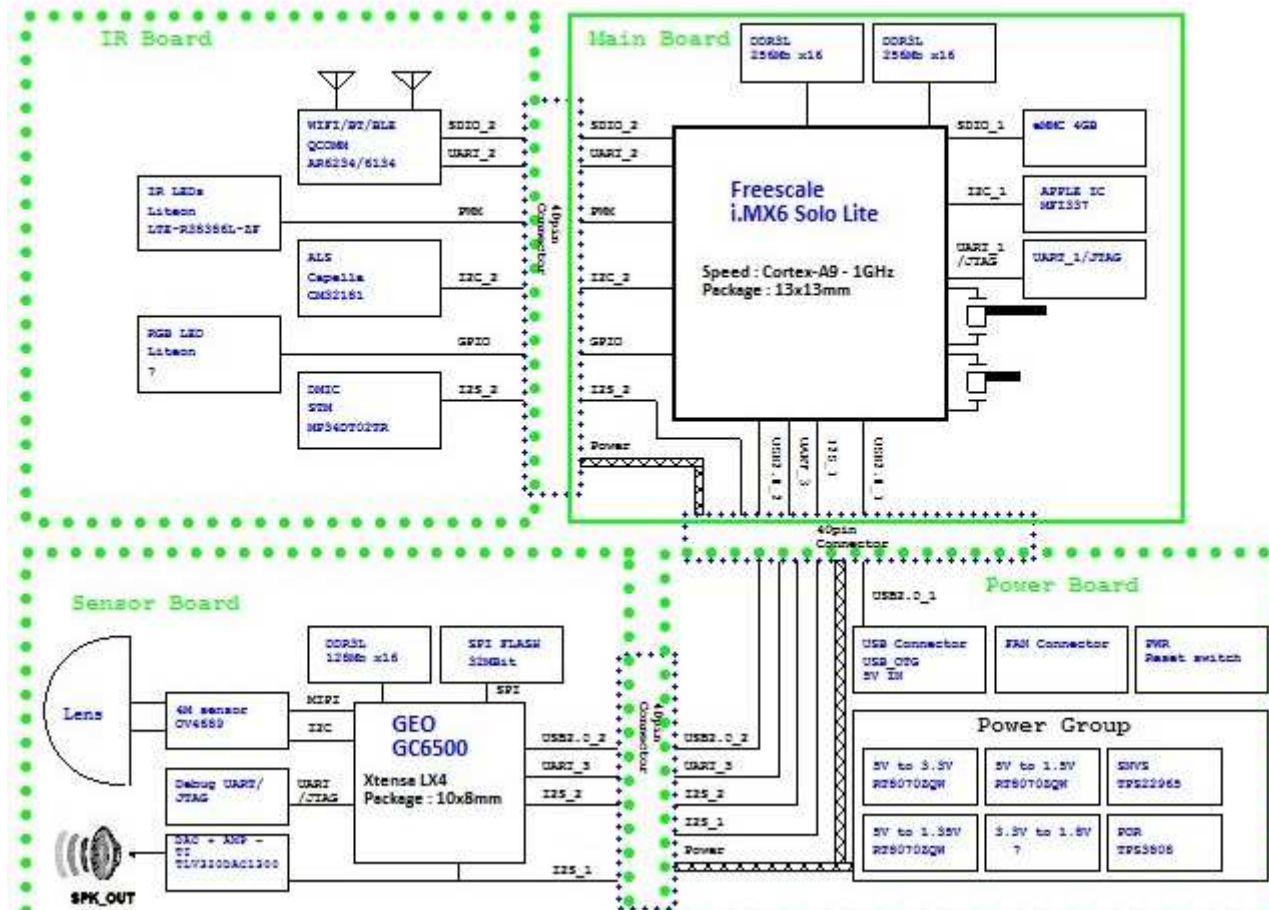 IR Board
Main Board
DDR3L
256Mb x16
DDR3L
256Mb x16
WIFI/BT/BLE
QCOMM
AR6234/6134
SDIO_2
UART_2
SDIO_2
UART_2
SDIO_1
eMMC 4GB
Freescale
i.MX6 Solo Lite
Speed : Cortex-A9 - 1GHz
Package : 13x13mm
I2C_1
APPLE IC
MFI337
IR LEDs
Liteon
PWM
40pin
Connector
PWM
UART_1
/JTAG
UART_1/JTAG
ALS
Capella
CM32181
I2C_2
I2C_2
RGB LED
Liteon
?
GPIO
GPIO
DMIC
STM
MP34DT02TR
I2S_2
I2S_2
Power
USB2.0_2
UART_3
I2S_1
USB2.0_1
40pin
Connector
Sensor Board
Power Board
USB2.0_1
DDR3L
128Mb x16
SPI FLASH
32MBit
SPI
USB Connector
USB_OTG
5V IN
FAN Connector
PWR
Reset switch
Lens
4M sensor
OV4689
MIPI
I2C
GEO
GC6500
Xtensa LX4
Package : 10x8mm
40pin
Connector
USB2.0_2
UART_3
I2S_2
USB2.0_2
UART_3
I2S_2
I2S_1
Power
Debug UART/
JTAG
UART
/JTAG
DAC + AMP -
TI
I2S_1
SPK_OUT
Power Group
5V to 3.3V
RT8070ZQW
5V to 1.5V
RT8070ZQW
TPS22965
5V to 1.35V
RT8070ZQW
3.3V to 1.8V
?
POR
TPS3808